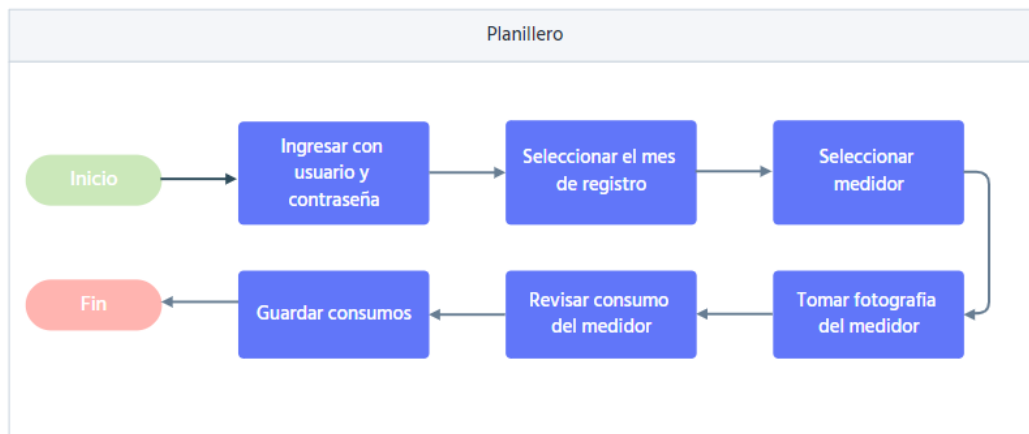 Planillero
Inicio
Ingresar con
usuario y
contraseña
Seleccionar el mes
de registro
Seleccionar
medidor
Tomar fotografia
del medidor
Revisar consumo
del medidor
Guardar consumos
Fin